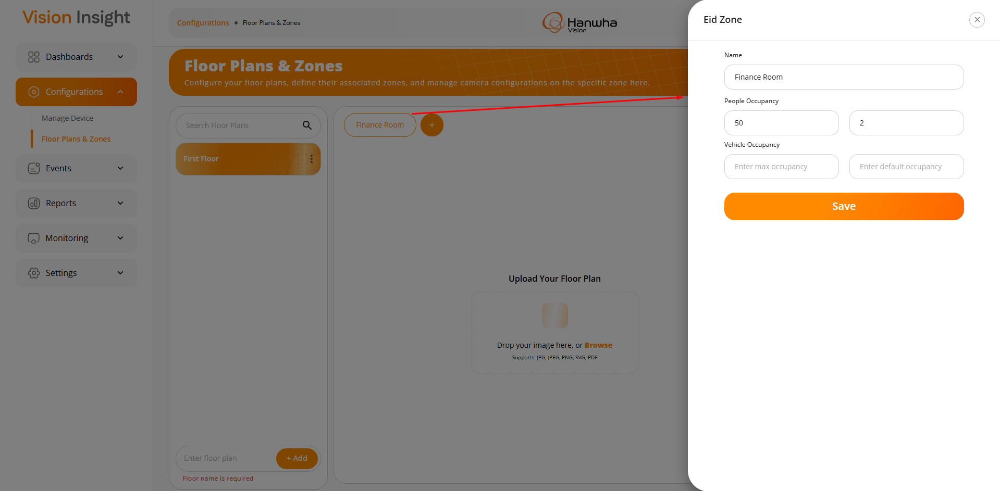 Vision Insight
Dashboards
Configurations
Manage Device
Floor Plans & Zones
Events
Reports
Monitoring
Settings
Configurations • Floor Plans & Zones
Hanwha
Vision
Floor Plans & Zones
Configure your floor plans, define their associated zones, and manage camera configurations on the specific zone here.
Search Floor Plans
First Floor
Enter floor plan
+ Add
Floor name is required
Finance Room
+
Upload Your Floor Plan
Drop your image here, or Browse
Supports: JPG, JPEG, PNG, SVG, PDF
Eid Zone
Name
Finance Room
People Occupancy
50
2
Vehicle Occupancy
Enter max occupancy
Enter default occupancy
Save